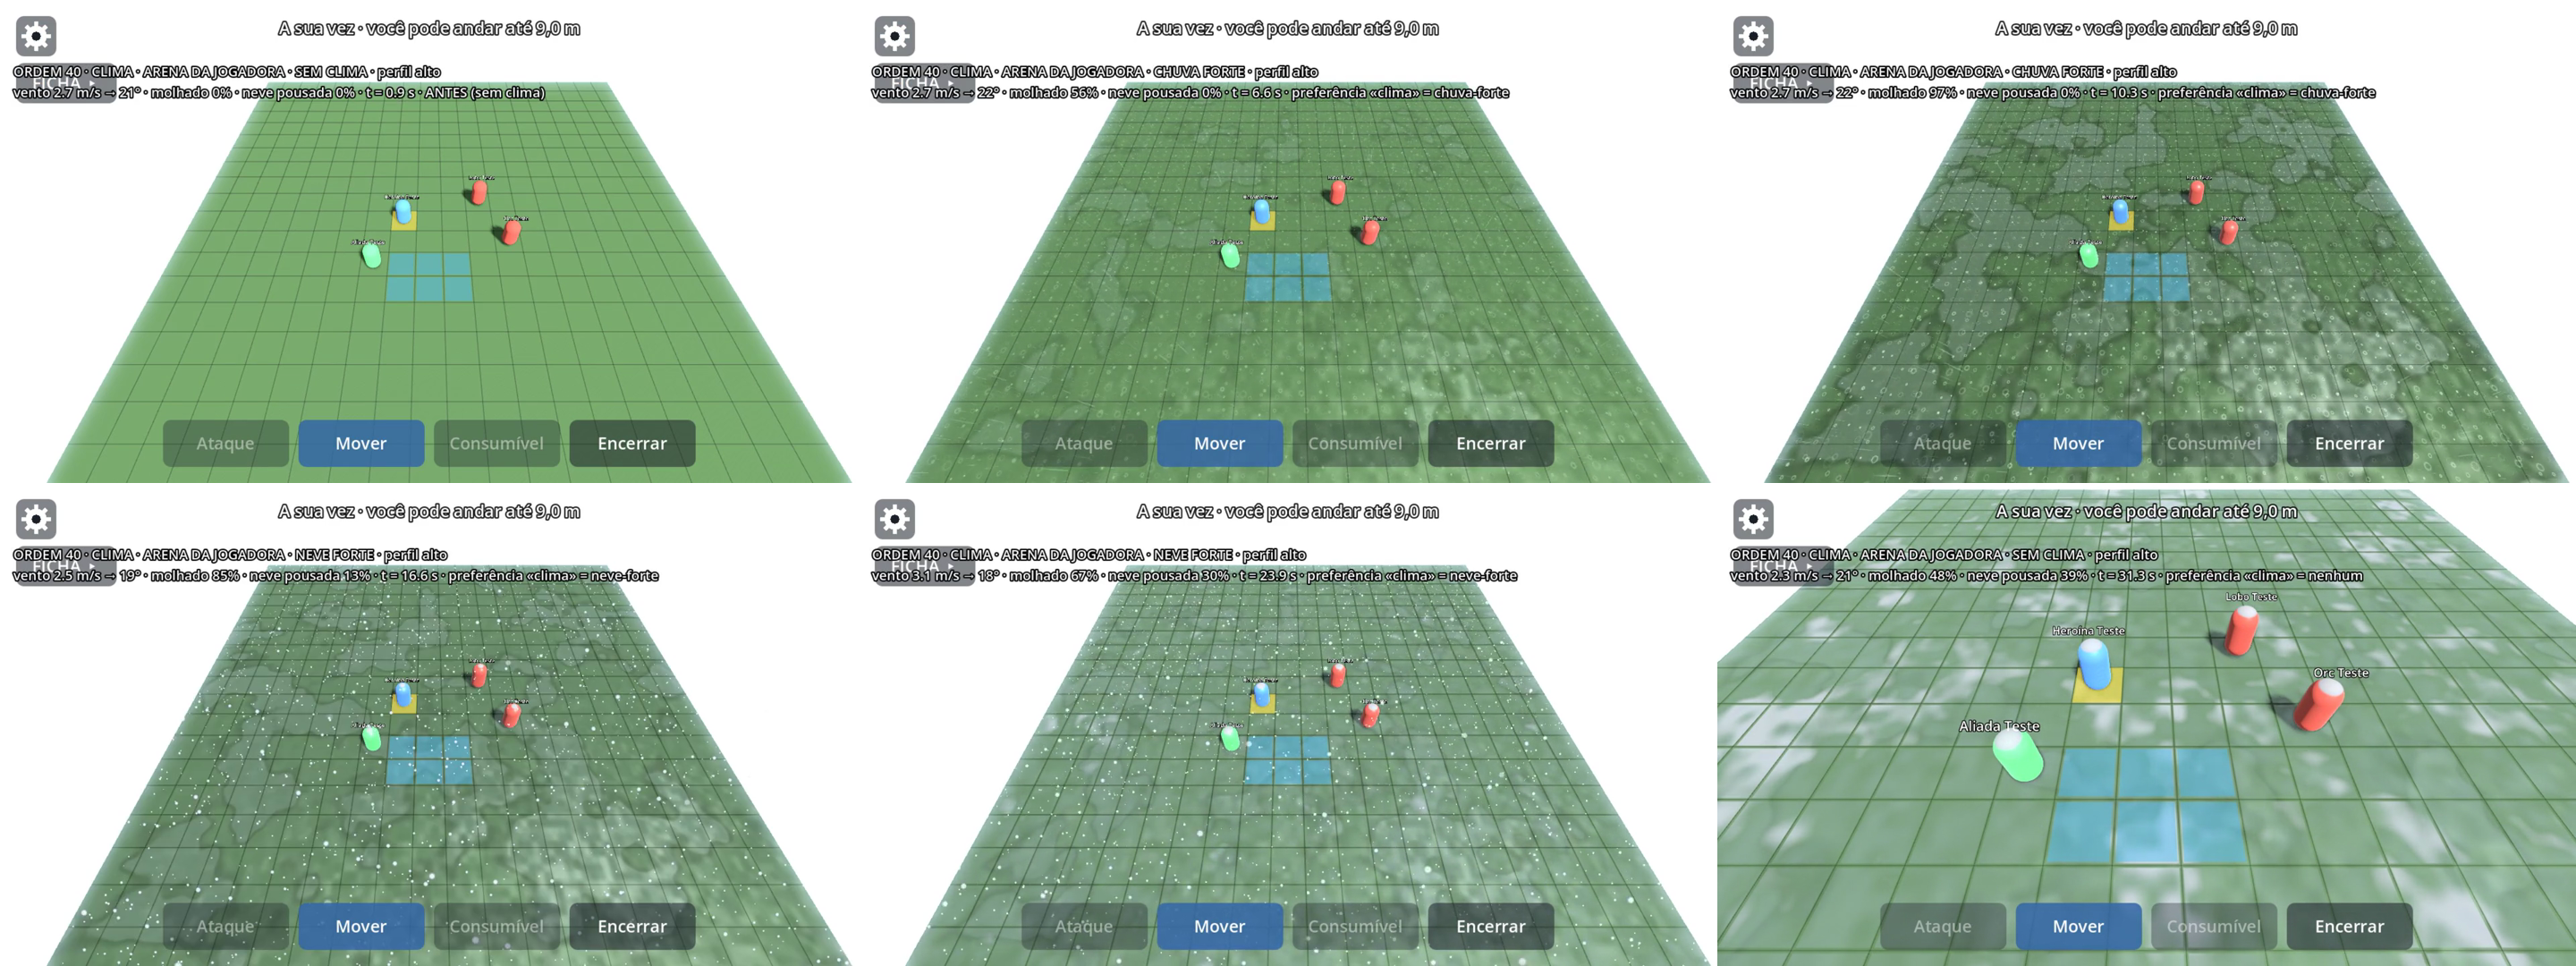 A sua vez · você pode andar até 9,0 m
ORDEM 40 · CLIMA · ARENA DA JOGADORA · SEM CLIMA · perfil alto
FICHA
vento 2.7 m/s → 21° · molhado 0% · neve pousada 0% · t = 0.9 s · ANTES (sem clima)
Ataque
Mover
Consumível
Encerrar
A sua vez · você pode andar até 9,0 m
ORDEM 40 · CLIMA · ARENA DA JOGADORA · CHUVA FORTE · perfil alto
FICHA
vento 2.7 m/s → 22° · molhado 56% · neve pousada 0% · t = 6.6 s · preferência «clima» = chuva-forte
Ataque
Mover
Consumível
Encerrar
A sua vez · você pode andar até 9,0 m
ORDEM 40 · CLIMA · ARENA DA JOGADORA · CHUVA FORTE · perfil alto
FICHA
vento 2.7 m/s → 22° · molhado 97% · neve pousada 0% · t = 10.3 s · preferência «clima» = chuva-forte
Ataque
Mover
Consumível
Encerrar
A sua vez · você pode andar até 9,0 m
ORDEM 40 · CLIMA · ARENA DA JOGADORA · NEVE FORTE · perfil alto
FICHA
vento 2.5 m/s → 19° · molhado 85% · neve pousada 13% · t = 16.6 s · preferência «clima» = neve-forte
Ataque
Mover
Consumível
Encerrar
A sua vez · você pode andar até 9,0 m
ORDEM 40 · CLIMA · ARENA DA JOGADORA · NEVE FORTE · perfil alto
FICHA
vento 3.1 m/s → 18° · molhado 67% · neve pousada 30% · t = 23.9 s · preferência «clima» = neve-forte
Ataque
Mover
Consumível
Encerrar
A sua vez · você pode andar até 9,0 m
ORDEM 40 · CLIMA · ARENA DA JOGADORA · SEM CLIMA · perfil alto
FICHA
vento 2.3 m/s → 21° · molhado 48% · neve pousada 39% · t = 31.3 s · preferência «clima» = nenhum
Lobo Teste
Heroína Teste
Orc Teste
Aliada Teste
Ataque
Mover
Consumível
Encerrar